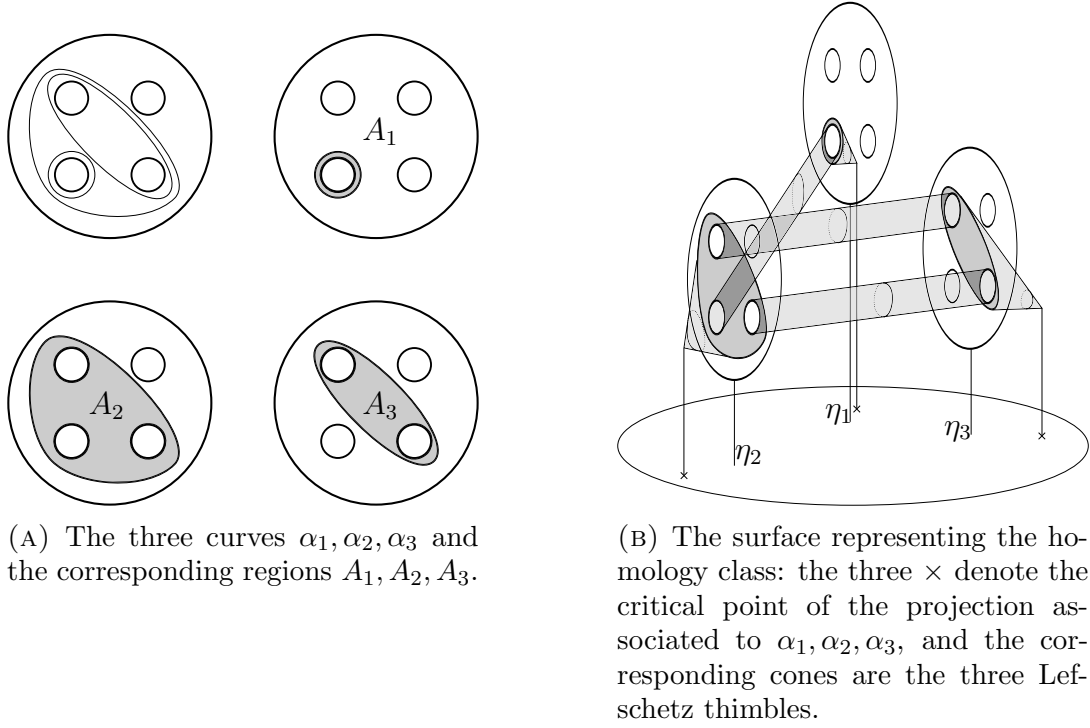 A₁
A₂
A₃
η₁
η₂
η₃
(A) The three curves α₁, α₂, α₃ and
the corresponding regions A₁, A₂, A₃.
(B) The surface representing the ho-
mology class: the three × denote the
critical point of the projection as-
sociated to α₁, α₂, α₃, and the cor-
responding cones are the three Lef-
schetz thimbles.